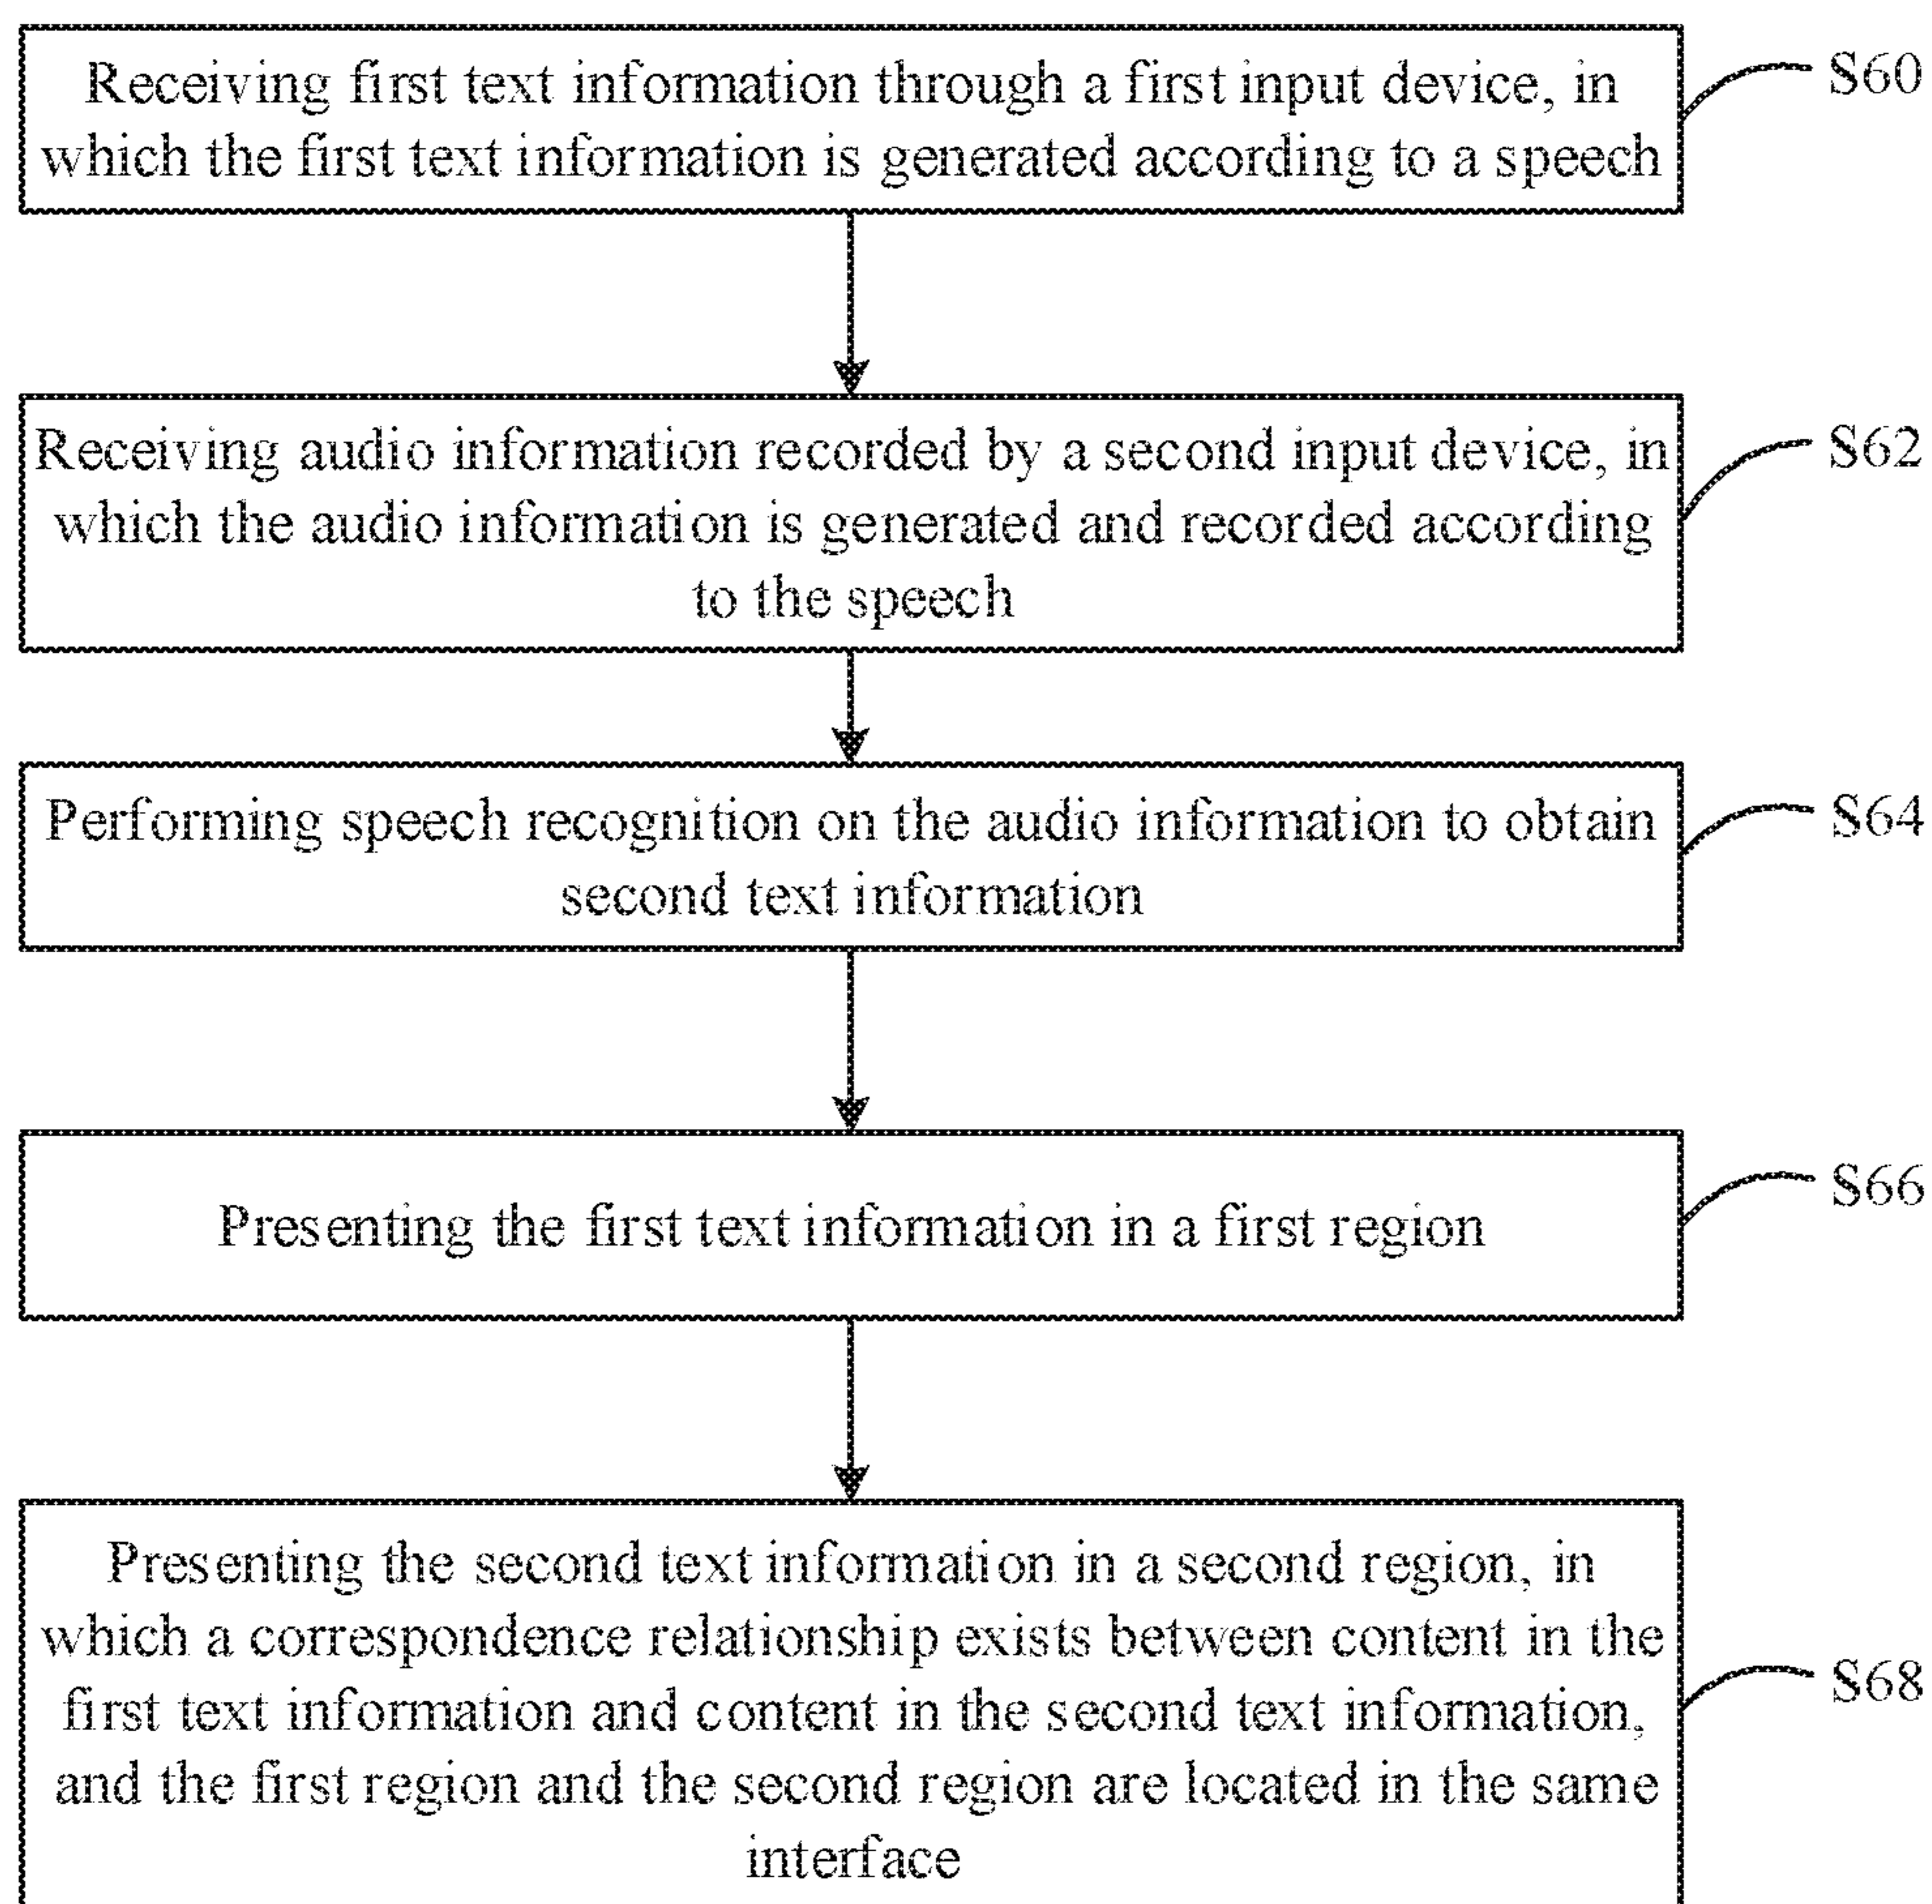 Receiving first text information through a first input device, in
which the first text information is generated according to a speech
S60
Receiving audio information recorded by a second input device, in
which the audio information is generated and recorded according
to the speech
S62
Performing speech recognition on the audio information to obtain
second text information
S64
Presenting the first text information in a first region
S66
Presenting the second text information in a second region, in
which a correspondence relationship exists between content in the
first text information and content in the second text information,
and the first region and the second region are located in the same
interface
S68